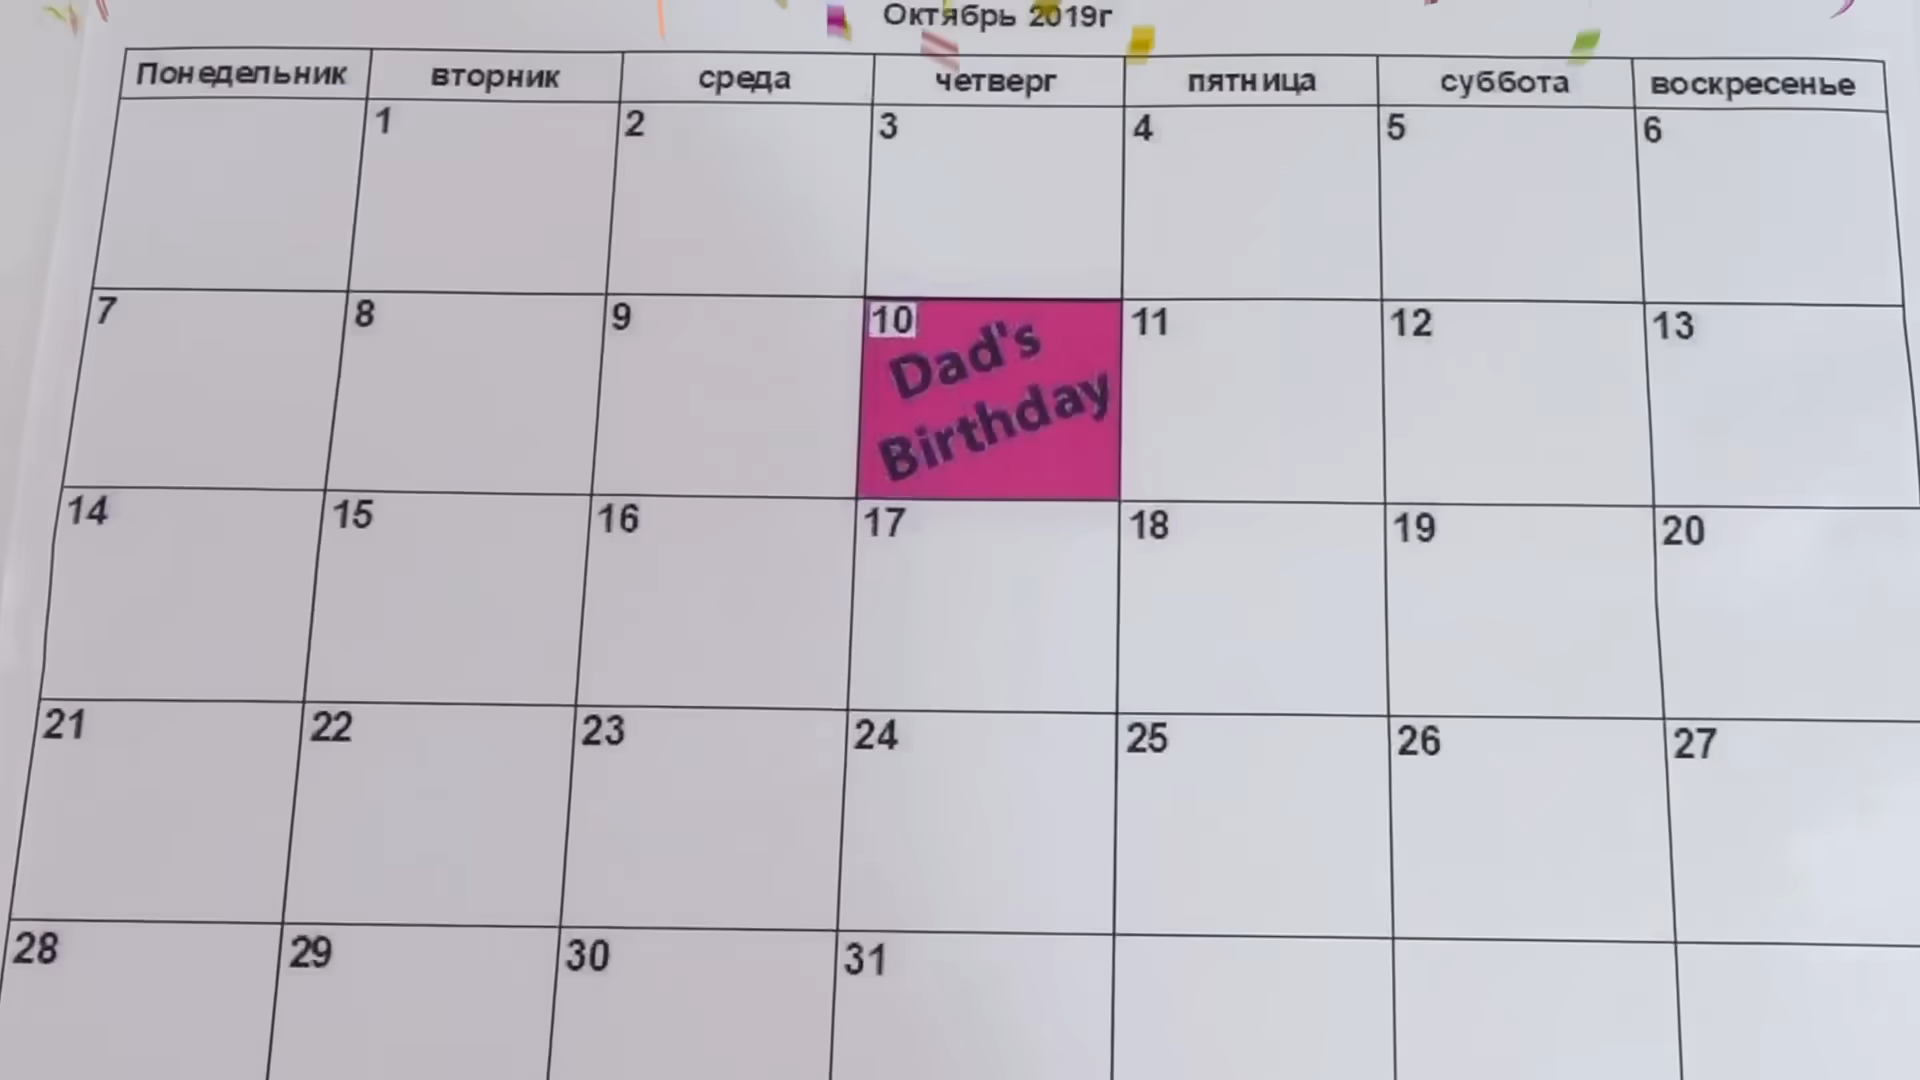 Октябрь 2019г
Понедельник вторник среда четверг пятница суббота воскресенье
1 2 3 4 5 6
7 8 9 10 11 12 13
Dad's
Birthday
14 15 16 17 18 19 20
21 22 23 24 25 26 27
28 29 30 31